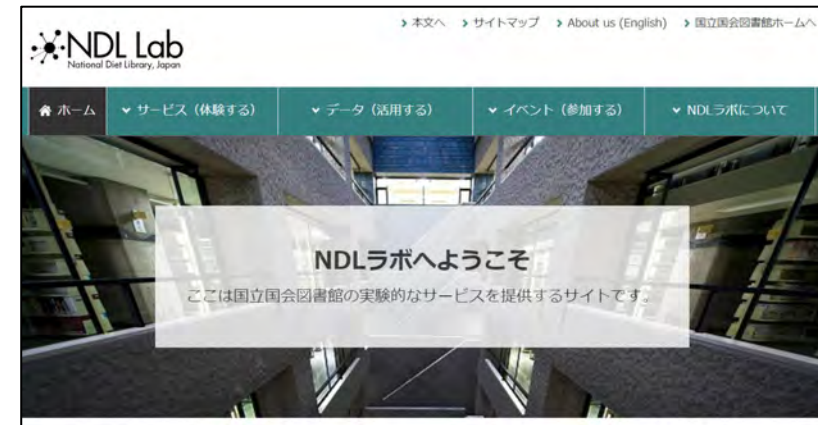 本文へ サイトマップ About us (English) 国立国会図書館ホームへ
NDL Lab
National Diet Library, Japan
ホーム サービス（体験する） データ（活用する） イベント（参加する） NDLラボについて
NDLラボへようこそ
ここは国立国会図書館の実験的なサービスを提供するサイトです。